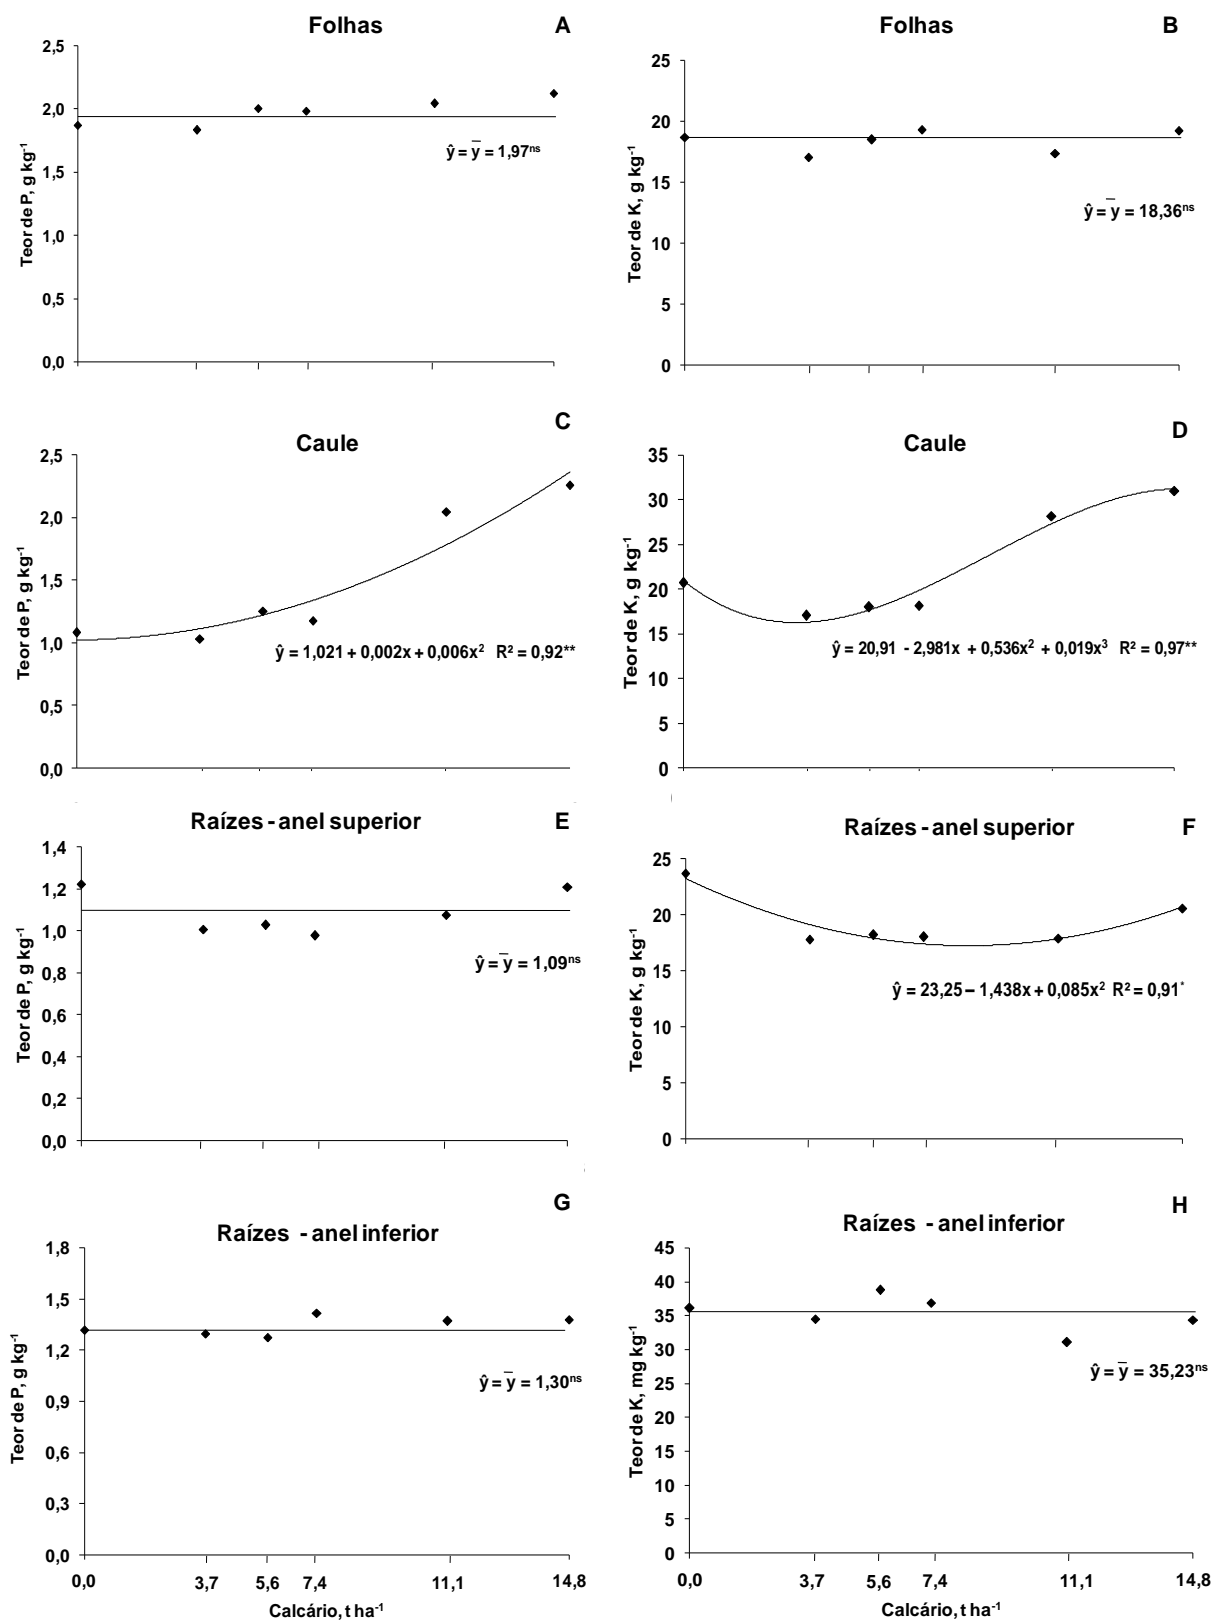 Folhas A
2,5
2,0
1,5
1,0
0,5
0,0
Teor de P, g kg⁻¹
ŷ = y̅ = 1,97ⁿˢ
Folhas B
25
20
15
10
5
0
Teor de K, g kg⁻¹
ŷ = y̅ = 18,36ⁿˢ
Caule C
2,5
2,0
1,5
1,0
0,5
0,0
Teor de P, g kg⁻¹
ŷ = 1,021 + 0,002x + 0,006x² R² = 0,92**
Caule D
35
30
25
20
15
10
5
0
Teor de K, g kg⁻¹
ŷ = 20,91 - 2,981x + 0,536x² + 0,019x³ R² = 0,97**
Raízes - anel superior E
1,4
1,2
1,0
0,8
0,6
0,4
0,2
0,0
Teor de P, g kg⁻¹
ŷ = y̅ = 1,09ⁿˢ
Raízes - anel superior F
25
20
15
10
5
0
Teor de K, g kg⁻¹
ŷ = 23,25 – 1,438x + 0,085x² R² = 0,91*
Raízes - anel inferior G
1,8
1,5
1,2
0,9
0,6
0,3
0,0
Teor de P, g kg⁻¹
ŷ = y̅ = 1,30ⁿˢ
0,0 3,7 5,6 7,4 11,1 14,8
Calcário, t ha⁻¹
Raízes - anel inferior H
45
40
35
30
25
20
15
10
5
0
Teor de K, mg kg⁻¹
ŷ = y̅ = 35,23ⁿˢ
0,0 3,7 5,6 7,4 11,1 14,8
Calcário, t ha⁻¹